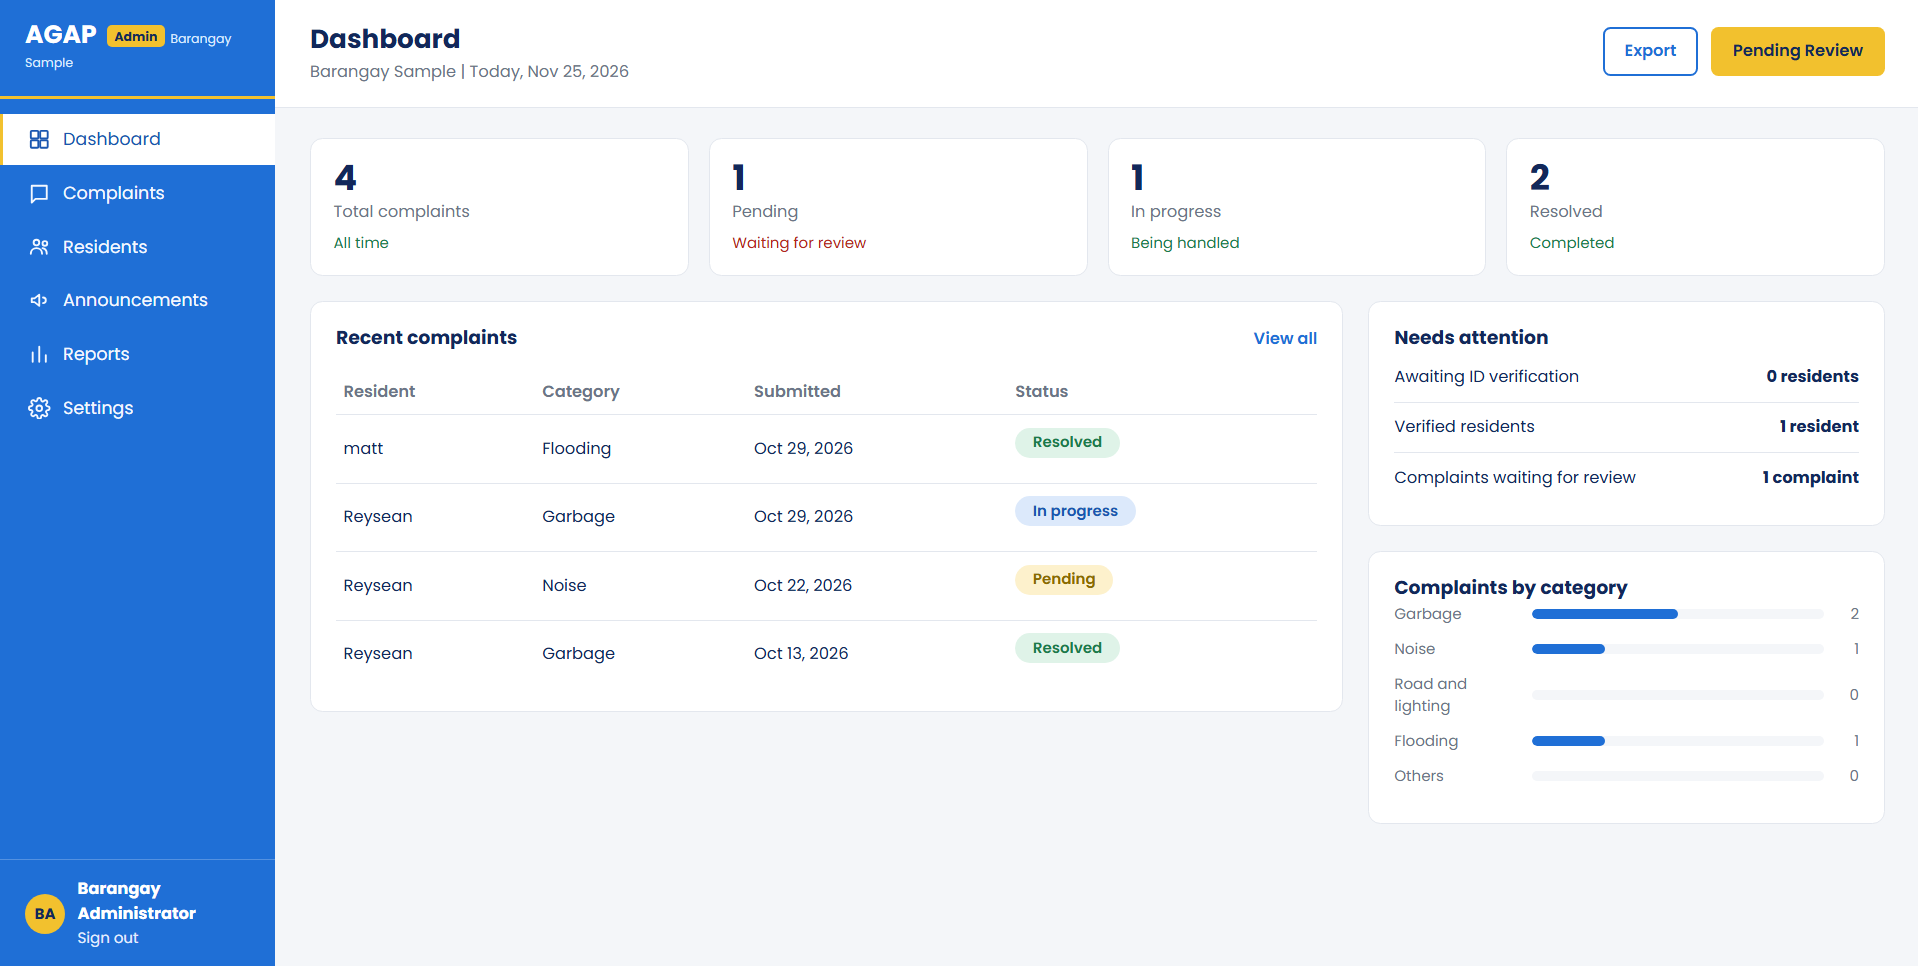 AGAP Admin Barangay
Sample
Dashboard
Complaints
Residents
Announcements
Reports
Settings
BA
Barangay
Administrator
Sign out
Dashboard
Barangay Sample | Today, Nov 25, 2026
Export
Pending Review
4
Total complaints
All time
1
Pending
Waiting for review
1
In progress
Being handled
2
Resolved
Completed
Recent complaints
View all
Resident Category Submitted Status
matt Flooding Oct 29, 2026 Resolved
Reysean Garbage Oct 29, 2026 In progress
Reysean Noise Oct 22, 2026 Pending
Reysean Garbage Oct 13, 2026 Resolved
Needs attention
Awaiting ID verification 0 residents
Verified residents 1 resident
Complaints waiting for review 1 complaint
Complaints by category
Garbage 2
Noise 1
Road and
lighting 0
Flooding 1
Others 0